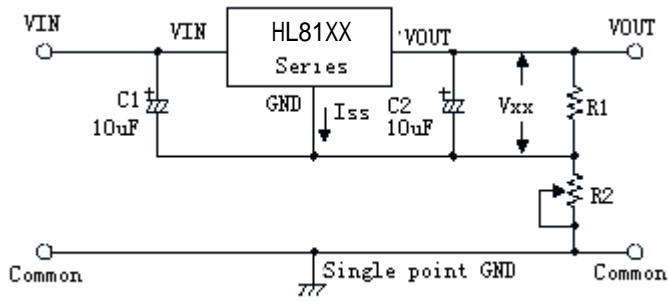 VIN
VIN
HL81XX
Series
VOUT
VOUT
C1
10uF
GND
Iss
C2
10uF
Vxx
R1
R2
Common
Single point GND
Common